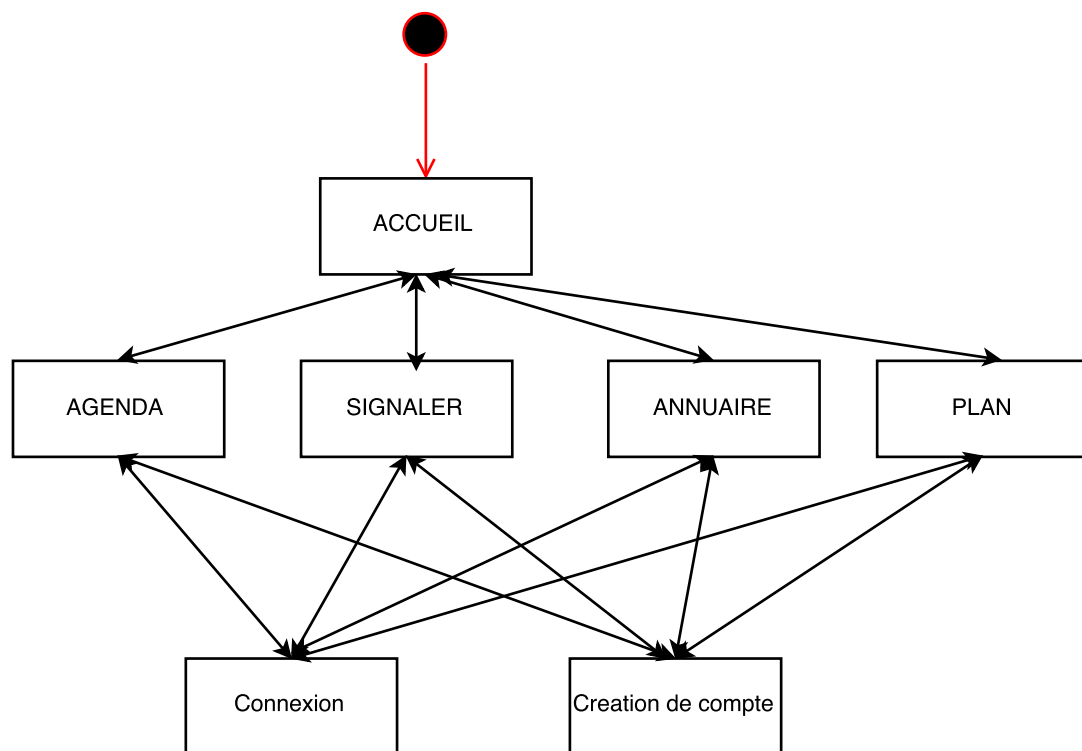 ACCUEIL
AGENDA
SIGNALER
ANNUAIRE
PLAN
Connexion
Creation de compte